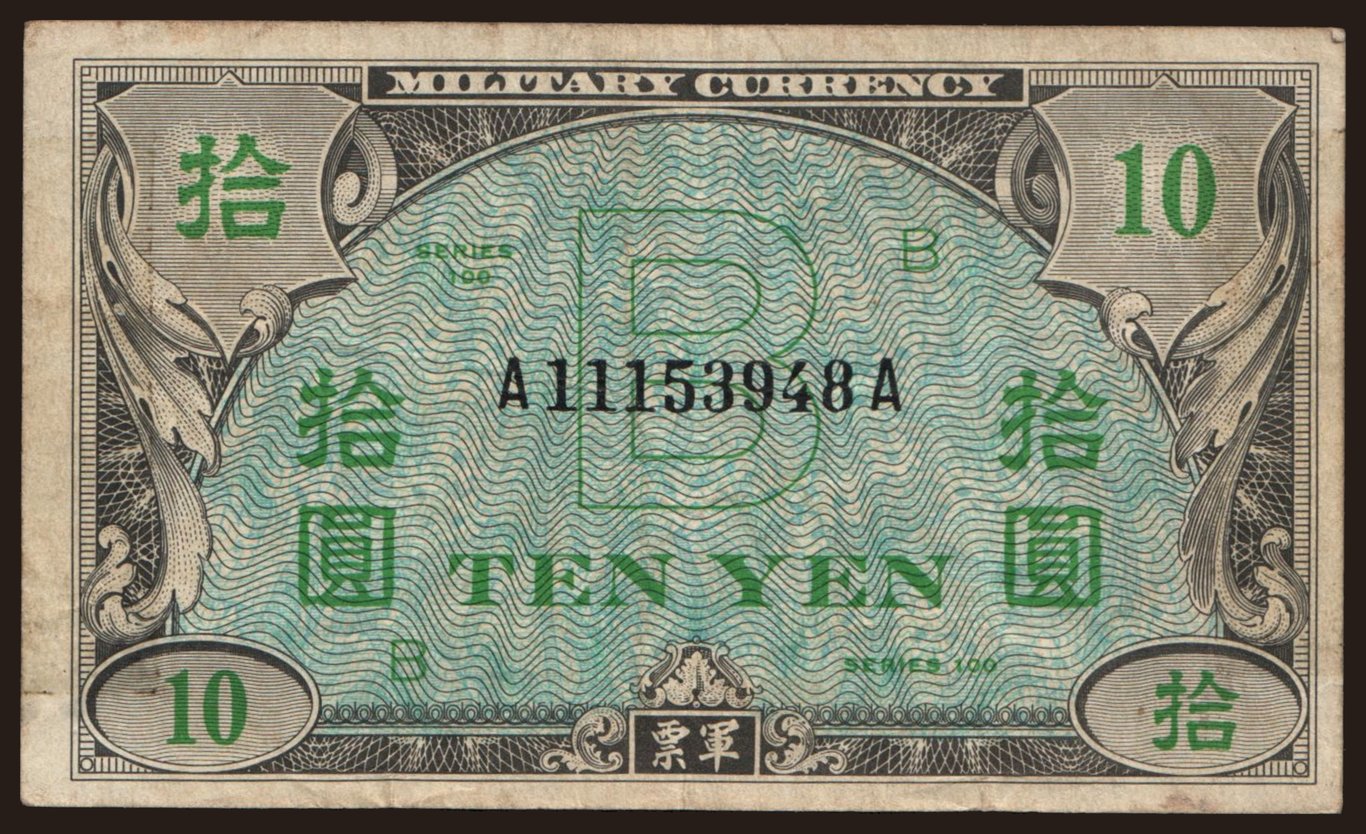 MILITARY CURRENCY
拾
10
SERIES
100
B
B
A11153948A
拾
圓
拾
圓
TEN YEN
B
SERIES 100
10
票軍
拾